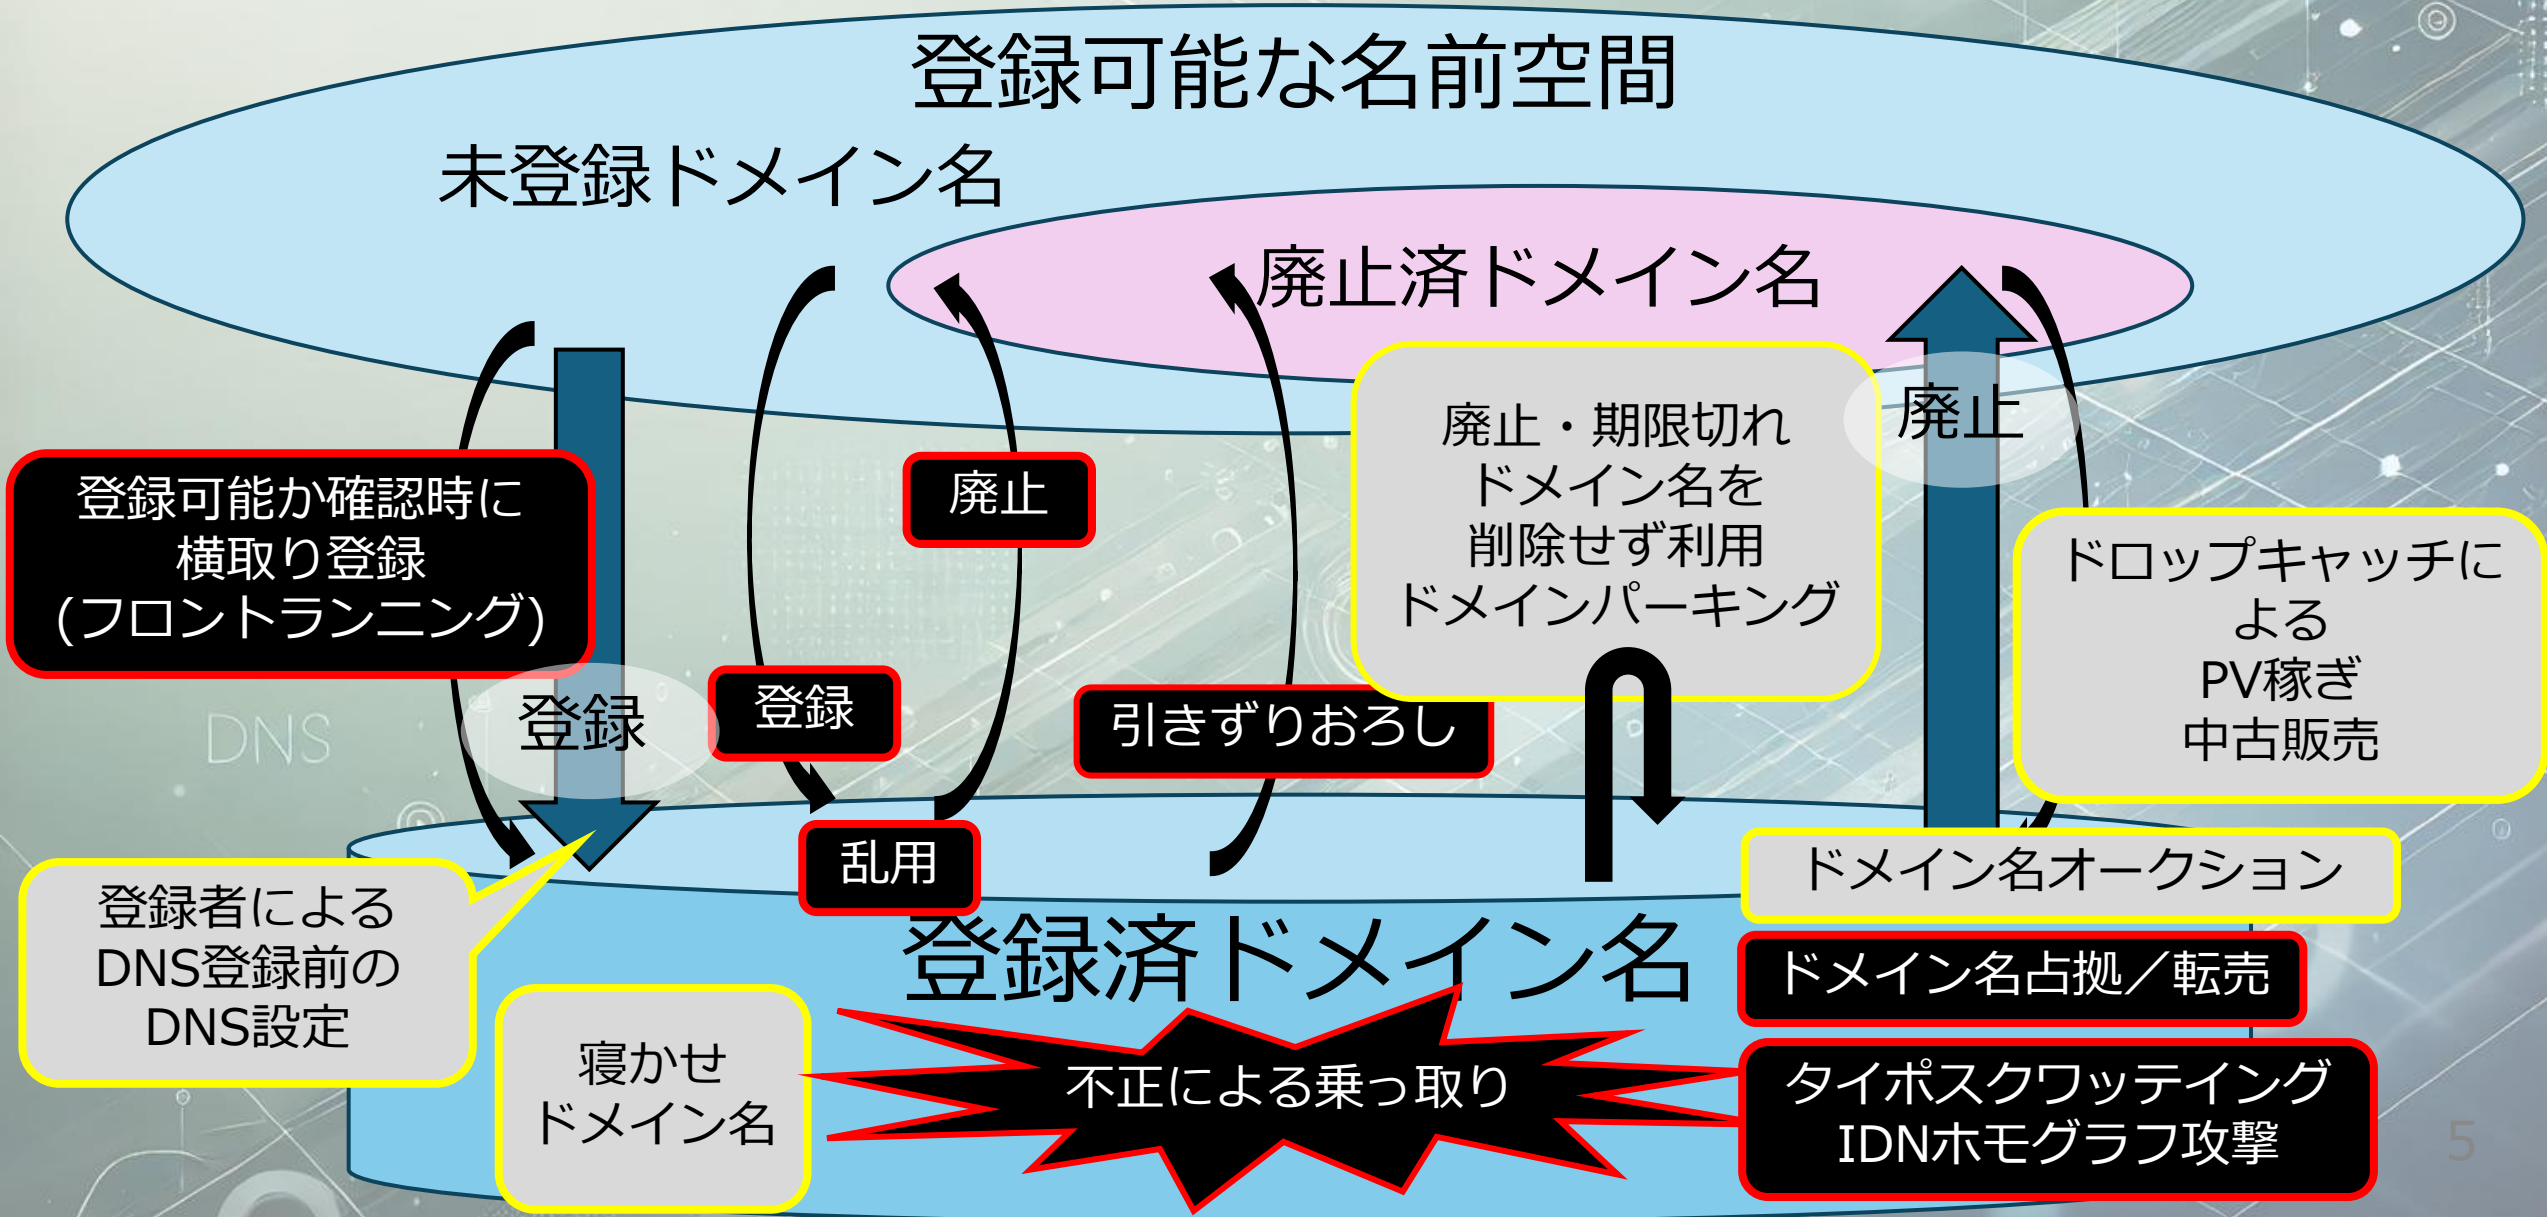 登録可能な名前空間
未登録ドメイン名
廃止済ドメイン名
廃止・期限切れ
ドメイン名を
削除せず利用
ドメインパーキング
廃止
登録可能か確認時に
横取り登録
(フロントランニング)
廃止
ドロップキャッチに
よる
PV稼ぎ
中古販売
登録
登録
引きずりおろし
DNS
乱用
ドメイン名オークション
登録者による
DNS登録前の
DNS設定
登録済ドメイン名
ドメイン名占拠／転売
寝かせ
ドメイン名
不正による乗っ取り
タイポスクワッテイング
IDNホモグラフ攻撃
5